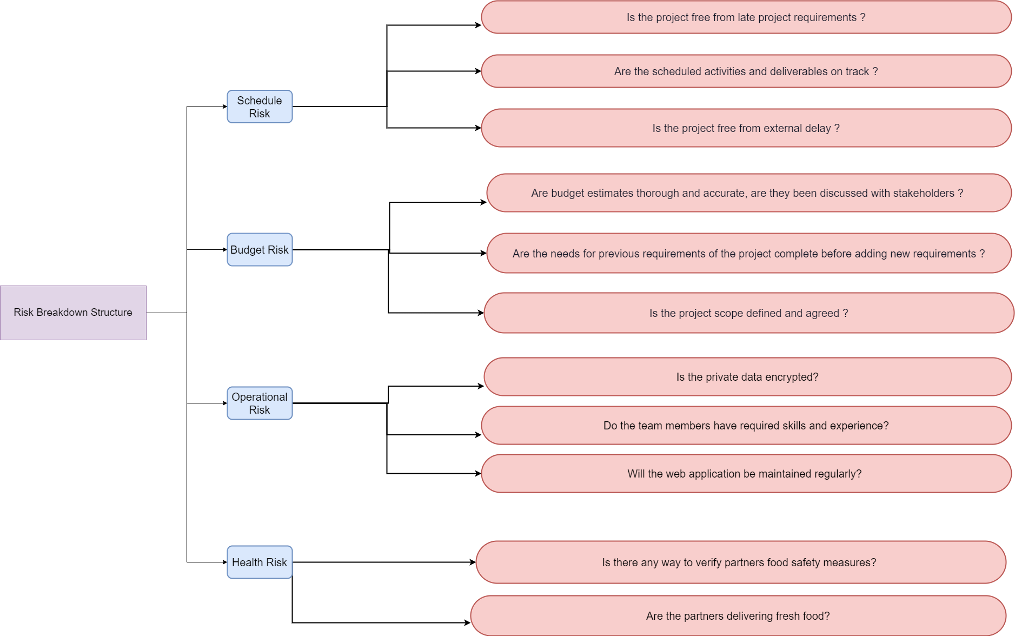 Is the project free from late project requirements ?
Are the scheduled activities and deliverables on track ?
Schedule
Risk
Is the project free from external delay ?
Are budget estimates thorough and accurate, are they been discussed with stakeholders ?
Budget Risk
Are the needs for previous requirements of the project complete before adding new requirements ?
Risk Breakdown Structure
Is the project scope defined and agreed ?
Is the private data encrypted?
Operational
Risk
Do the team members have required skills and experience?
Will the web application be maintained regularly?
Health Risk
Is there any way to verify partners food safety measures?
Are the partners delivering fresh food?